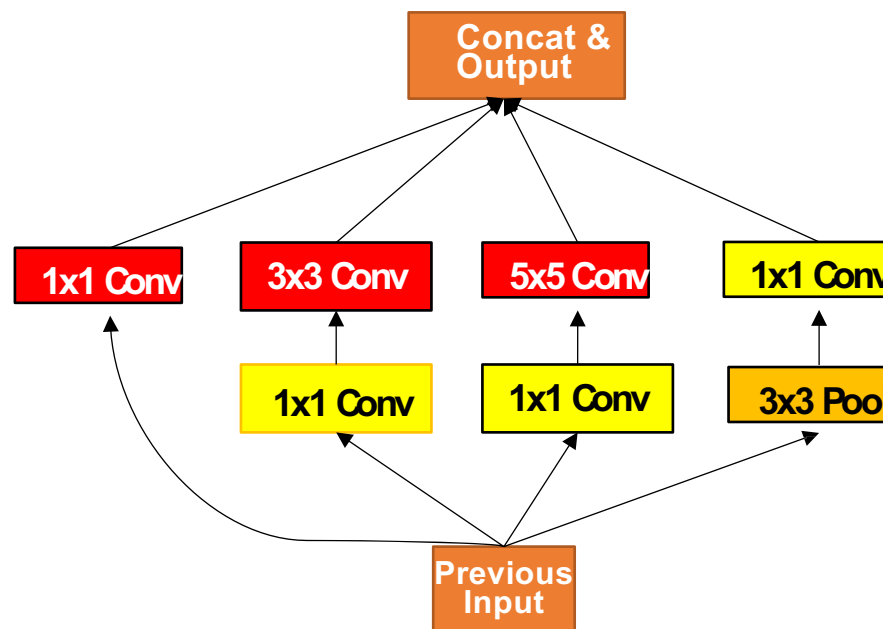 Concat &
Output
1x1 Conv
3x3 Conv
5x5 Conv
1x1 Conv
1x1 Conv
1x1 Conv
3x3 Poo
Previous
Input